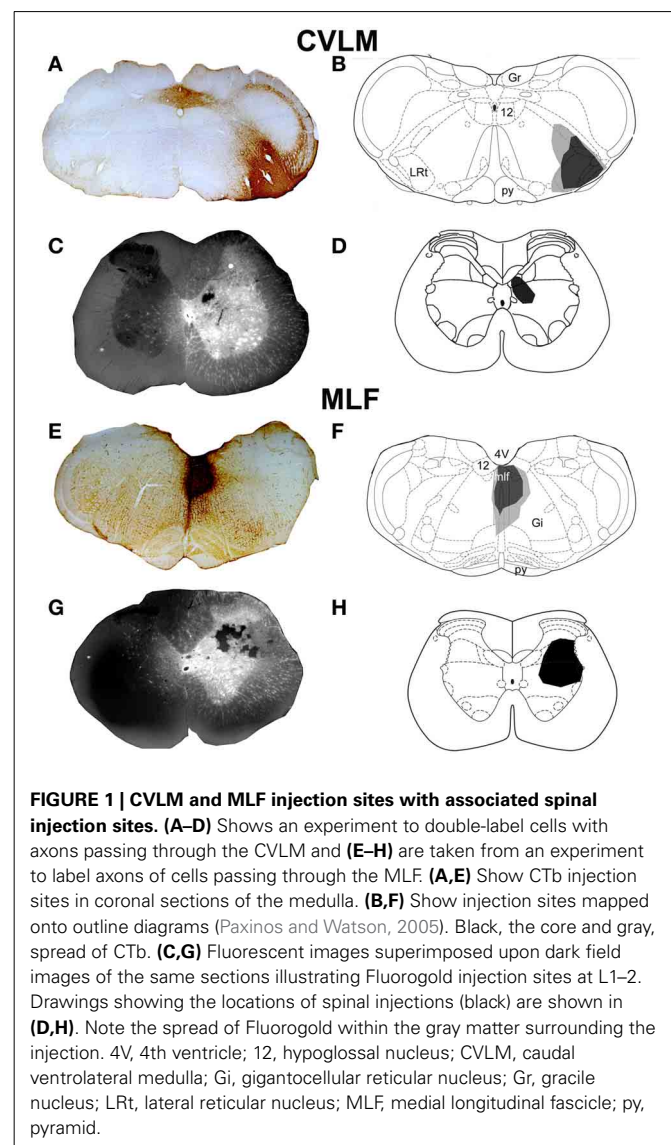 CVLM
A
B
Gr
12
LRt
py
C
D
MLF
E
F
4V
12
mlf
Gi
py
G
H
FIGURE 1 | CVLM and MLF injection sites with associated spinal
injection sites. (A–D) Shows an experiment to double-label cells with
axons passing through the CVLM and (E–H) are taken from an experiment
to label axons of cells passing through the MLF. (A,E) Show CTb injection
sites in coronal sections of the medulla. (B,F) Show injection sites mapped
onto outline diagrams (Paxinos and Watson, 2005). Black, the core and gray,
spread of CTb. (C,G) Fluorescent images superimposed upon dark field
images of the same sections illustrating Fluorogold injection sites at L1–2.
Drawings showing the locations of spinal injections (black) are shown in
(D,H). Note the spread of Fluorogold within the gray matter surrounding the
injection. 4V, 4th ventricle; 12, hypoglossal nucleus; CVLM, caudal
ventrolateral medulla; Gi, gigantocellular reticular nucleus; Gr, gracile
nucleus; LRt, lateral reticular nucleus; MLF, medial longitudinal fascicle; py,
pyramid.